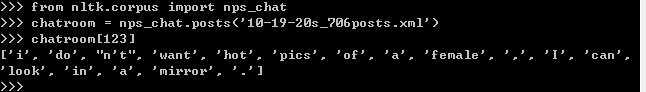 >>> from nltk.corpus import nps_chat
>>> chatroom = nps_chat.posts('10-19-20s_706posts.xml')
>>> chatroom[123]
['i', 'do', "n't", 'want', 'hot', 'pics', 'of', 'a', 'female', ',', 'I', 'can',
'look', 'in', 'a', 'mirror', '.']
>>>